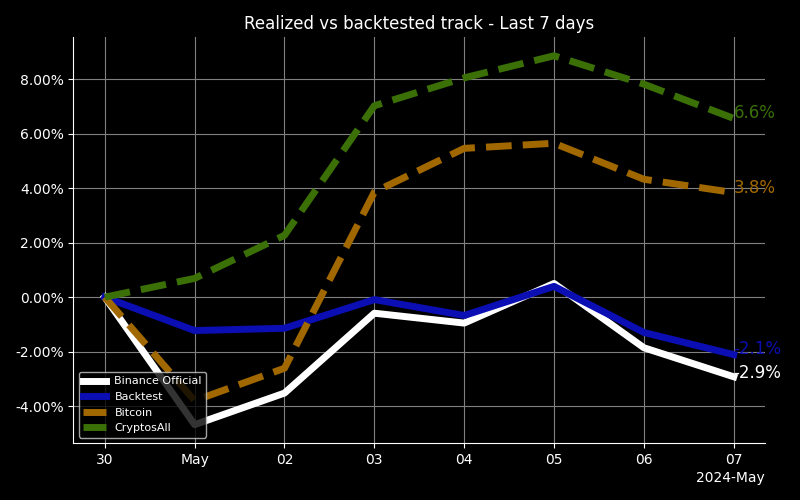 Realized vs backtested track - Last 7 days
8.00%
6.00%
4.00%
2.00%
0.00%
-2.00%
-4.00%
6.6%
3.8%
-2.1%
-2.9%
Binance Official
Backtest
Bitcoin
CryptosAll
30 May 02 03 04 05 06 07
2024-May